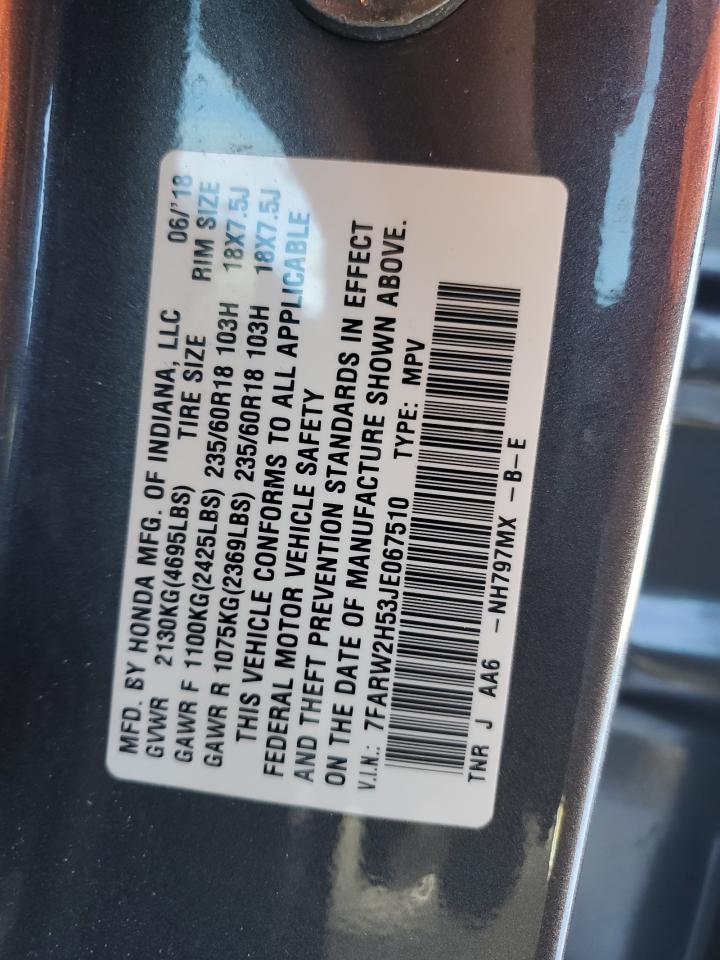 MFD. BY HONDA MFG. OF INDIANA, LLC 06/'18
GVWR 2130KG(4695LBS) TIRE SIZE RIM SIZE
GAWR F 1100KG(2425LBS) 235/60R18 103H 18X7.5J
GAWR R 1075KG(2369LBS) 235/60R18 103H 18X7.5J
THIS VEHICLE CONFORMS TO ALL APPLICABLE
FEDERAL MOTOR VEHICLE SAFETY
AND THEFT PREVENTION STANDARDS IN EFFECT
ON THE DATE OF MANUFACTURE SHOWN ABOVE.
V.I.N.: 7FARW2H53JE067510 TYPE: MPV
TNR J AA6 -NH797MX -B-E